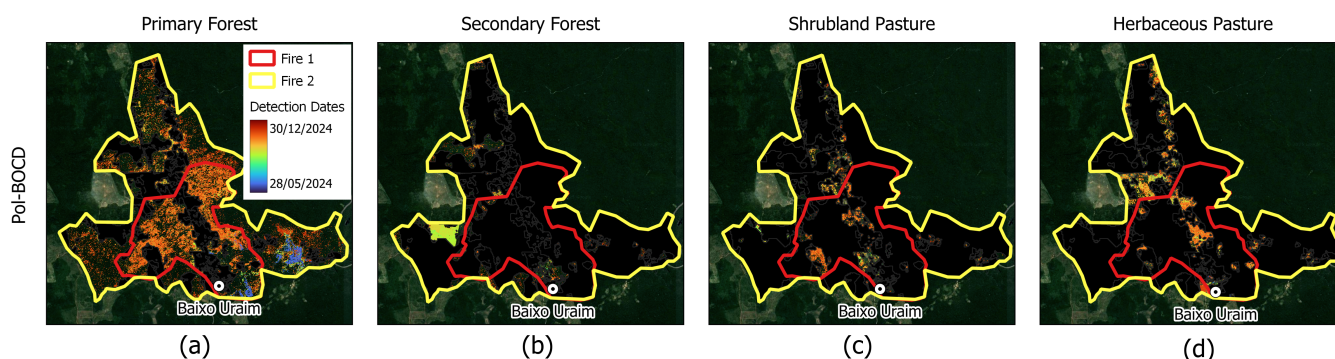 Primary Forest
Secondary Forest
Shrubland Pasture
Herbaceous Pasture
Pol-BOCD
Fire 1
Fire 2
Detection Dates
30/12/2024
28/05/2024
Baixo Uraim
Baixo Uraim
Baixo Uraim
Baixo Uraim
(a)
(b)
(c)
(d)